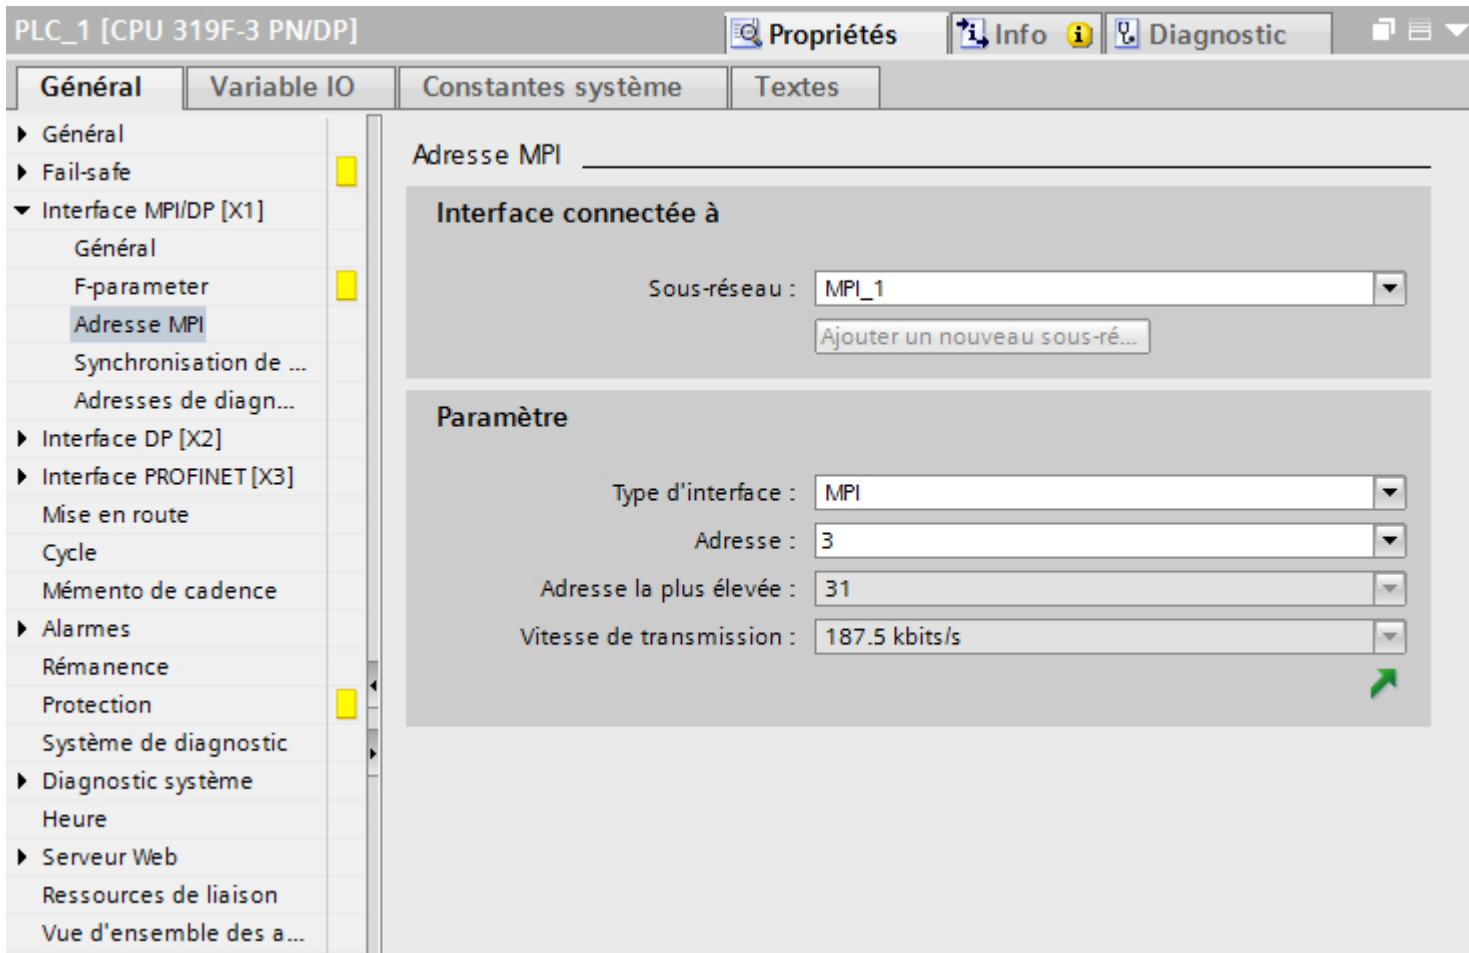 PLC_1 [CPU 319F-3 PN/DP]
Propriétés
Info
Diagnostic
Général
Variable IO
Constantes système
Textes
Général
Fail-safe
Interface MPI/DP [X1]
Général
F-parameter
Adresse MPI
Synchronisation de ...
Adresses de diagn...
Interface DP [X2]
Interface PROFINET [X3]
Mise en route
Cycle
Mémento de cadence
Alarmes
Rémanence
Protection
Système de diagnostic
Diagnostic système
Heure
Serveur Web
Ressources de liaison
Vue d'ensemble des a...
Adresse MPI
Interface connectée à
Sous-réseau : MPI_1
Ajouter un nouveau sous-ré...
Paramètre
Type d'interface : MPI
Adresse : 3
Adresse la plus élevée : 31
Vitesse de transmission : 187.5 kbits/s